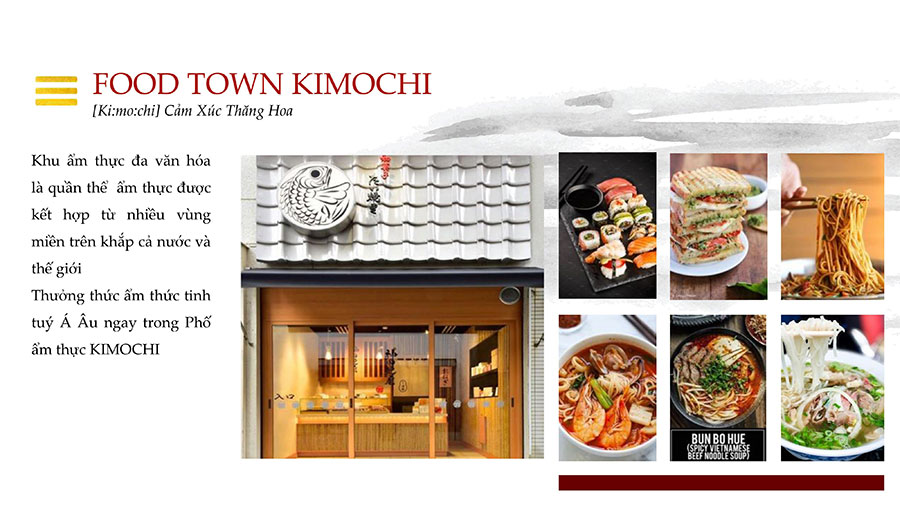 FOOD TOWN KIMOCHI
[Ki:mo:chi] Cảm Xúc Thăng Hoa
Khu ẩm thực đa văn hóa
là quần thể ẩm thực được
kết hợp từ nhiều vùng
miền trên khắp cả nước và
thế giới
Thưởng thức ẩm thức tinh
tuý Á Âu ngay trong Phố
ẩm thực KIMOCHI
入口
BUN BO HUE
(SPICY VIETNAMESE
BEEF NOODLE SOUP)